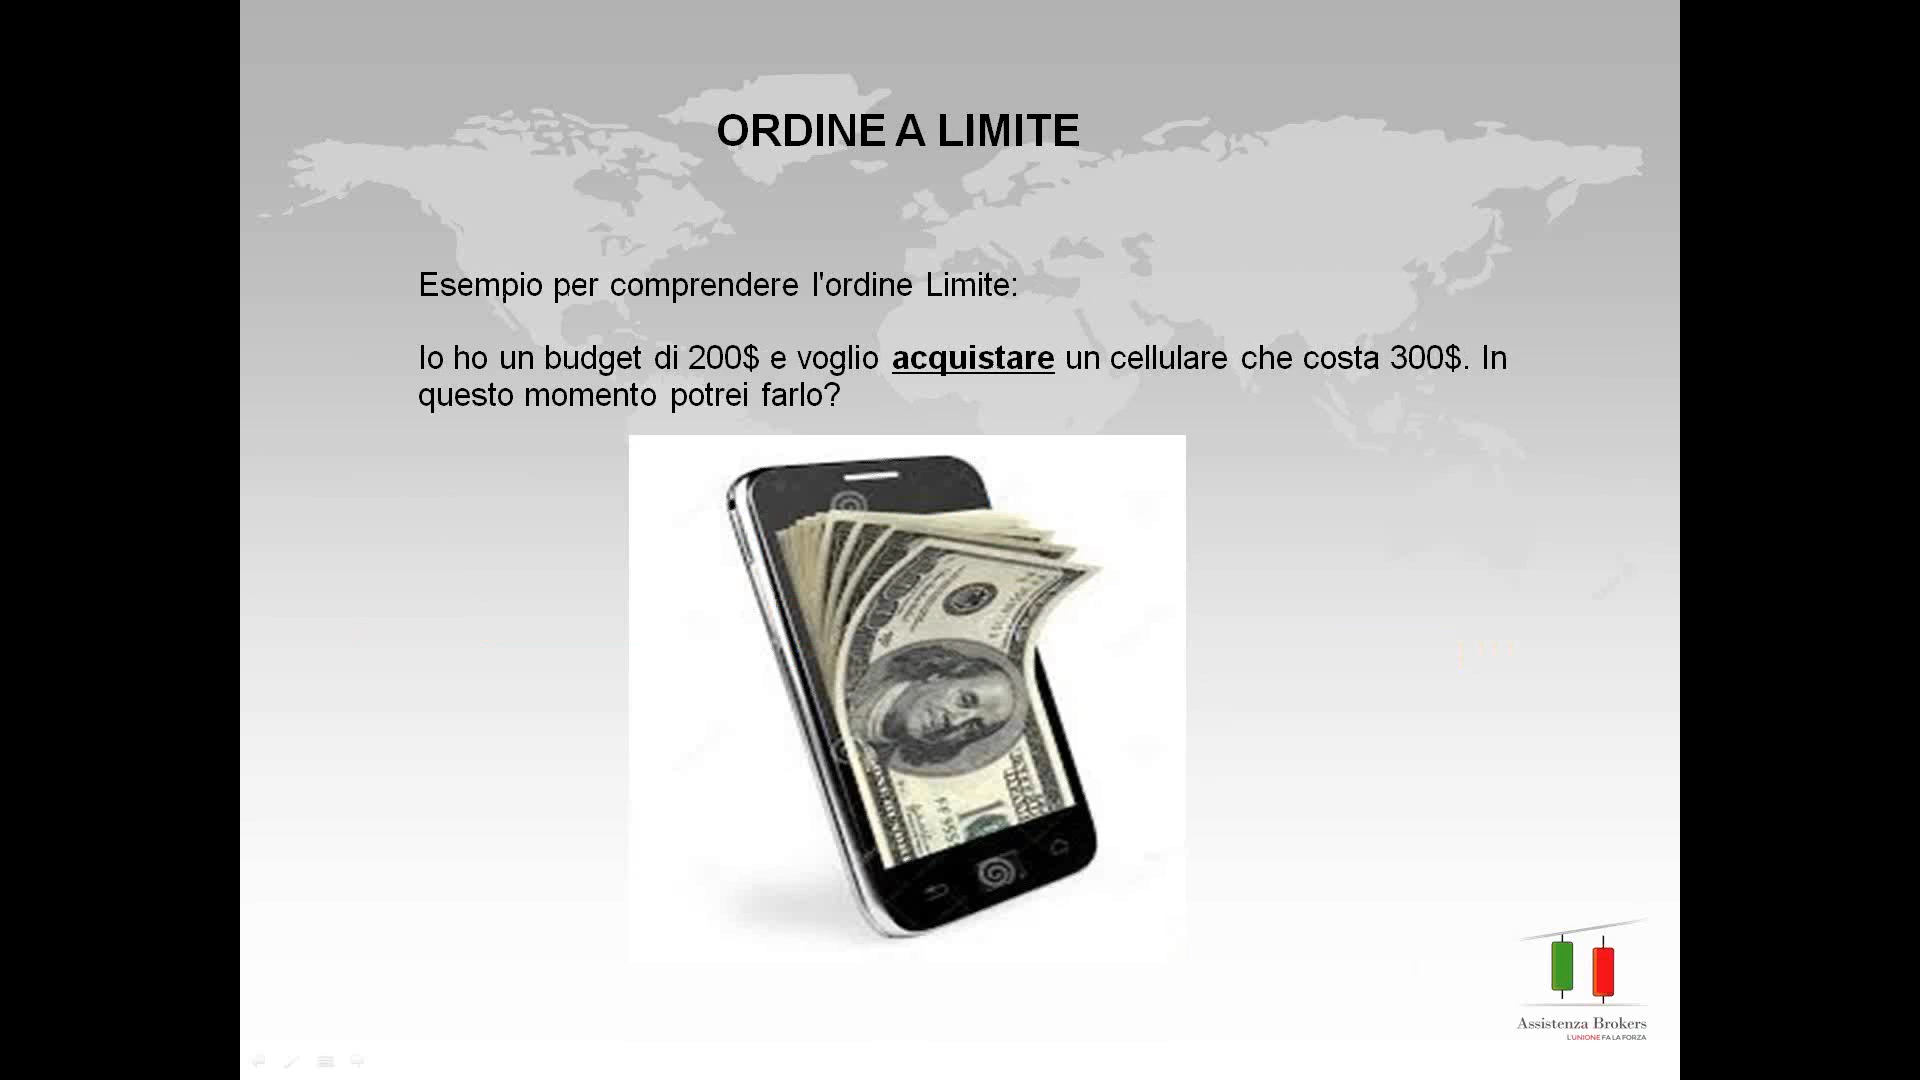 ORDINE A LIMITE
Esempio per comprendere l'ordine Limite:
Io ho un budget di 200$ e voglio acquistare un cellulare che costa 300$. In
questo momento potrei farlo?
Assistenza Brokers
L'UNIONE FA LA FORZA